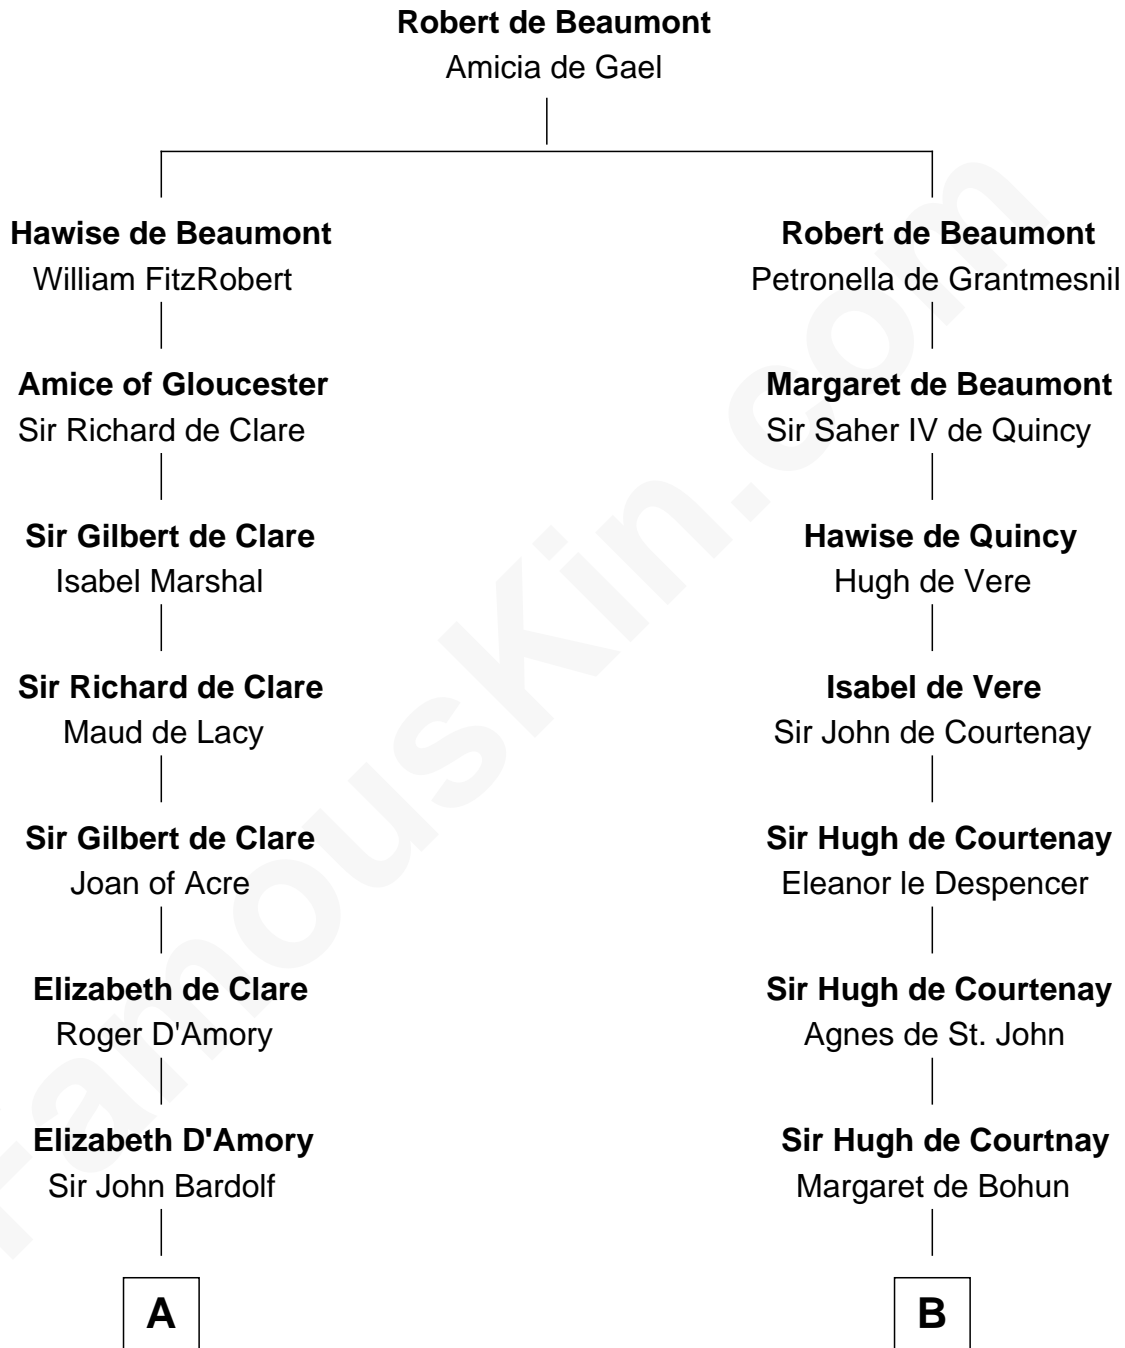 Robert de Beaumont
Amicia de Gael
Hawise de Beaumont
William FitzRobert
Robert de Beaumont
Petronella de Grantmesnil
Amice of Gloucester
Sir Richard de Clare
Margaret de Beaumont
Sir Saher IV de Quincy
Sir Gilbert de Clare
Isabel Marshal
Hawise de Quincy
Hugh de Vere
Sir Richard de Clare
Maud de Lacy
Isabel de Vere
Sir John de Courtenay
Sir Gilbert de Clare
Joan of Acre
Sir Hugh de Courtenay
Eleanor le Despencer
Elizabeth de Clare
Roger D'Amory
Sir Hugh de Courtenay
Agnes de St. John
Elizabeth D'Amory
Sir John Bardolf
Sir Hugh de Courtnay
Margaret de Bohun
A
B
FamousKin.com